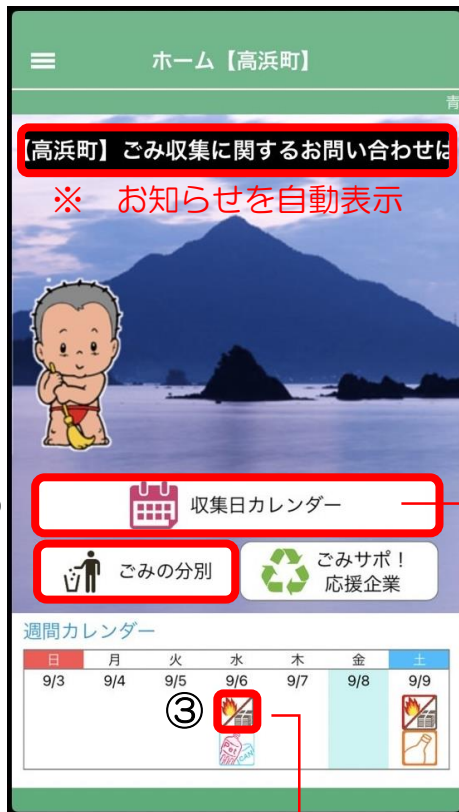 ホーム【高浜町】
青
【高浜町】ごみ収集に関するお問い合わせは
※ お知らせを自動表示
収集日カレンダー
ごみの分別
ごみサポ！
応援企業
週間カレンダー
日 月 火 水 木 金 土
9/3 9/4 9/5 9/6 9/7 9/8 9/9
③
Pet CAN